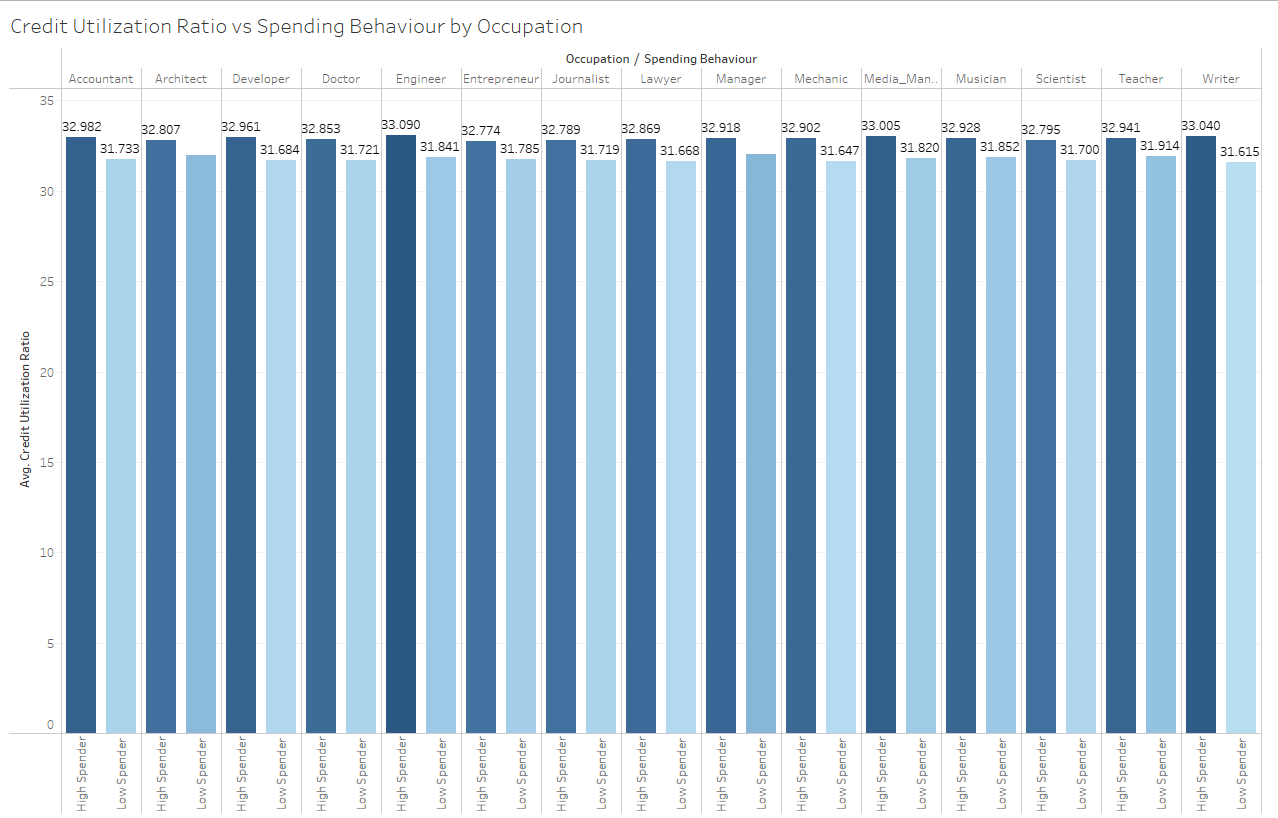 Credit Utilization Ratio vs Spending Behaviour by Occupation
Occupation / Spending Behaviour
Accountant Architect Developer Doctor Engineer Entrepreneur Journalist Lawyer Manager Mechanic Media_Man.. Musician Scientist Teacher Writer
Avg. Credit Utilization Ratio
35
30
25
20
15
10
5
0
32.982 31.733 32.807 32.961 31.684 32.853 31.721 33.090 31.841 32.774 31.785 32.789 31.719 32.869 31.668 32.918 32.902 31.647 33.005 31.820 32.928 31.852 32.795 31.700 32.941 31.914 33.040 31.615
High Spender
Low Spender
High Spender
Low Spender
High Spender
Low Spender
High Spender
Low Spender
High Spender
Low Spender
High Spender
Low Spender
High Spender
Low Spender
High Spender
Low Spender
High Spender
Low Spender
High Spender
Low Spender
High Spender
Low Spender
High Spender
Low Spender
High Spender
Low Spender
High Spender
Low Spender
High Spender
Low Spender